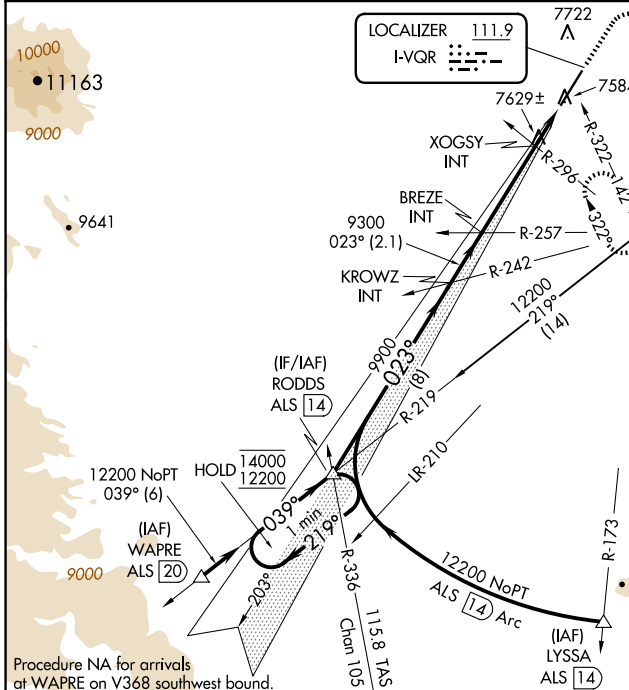 7722
LOCALIZER 111.9
I-VQR
10000
11163
9000
7584
7629±
XOGSY
INT
R-322
142
R-296
322°
BREZE
INT
9641
9300
023° (2.1)
R-257
R-242
KROWZ
INT
12200
219°
(14)
9900
023°
(8)
(IF/IAF)
RODDS
ALS 14
R-219
LR-210
12200 NoPT
039° (6)
HOLD
14000
12200
039°
1 min
219°
R-173
(IAF)
WAPRE
ALS 20
9000
203°
R-336
115.8 TAS
Chan 105
12200 NoPT
ALS 14 Arc
(IAF)
LYSSA
ALS 14
Procedure NA for arrivals
at WAPRE on V368 southwest bound.